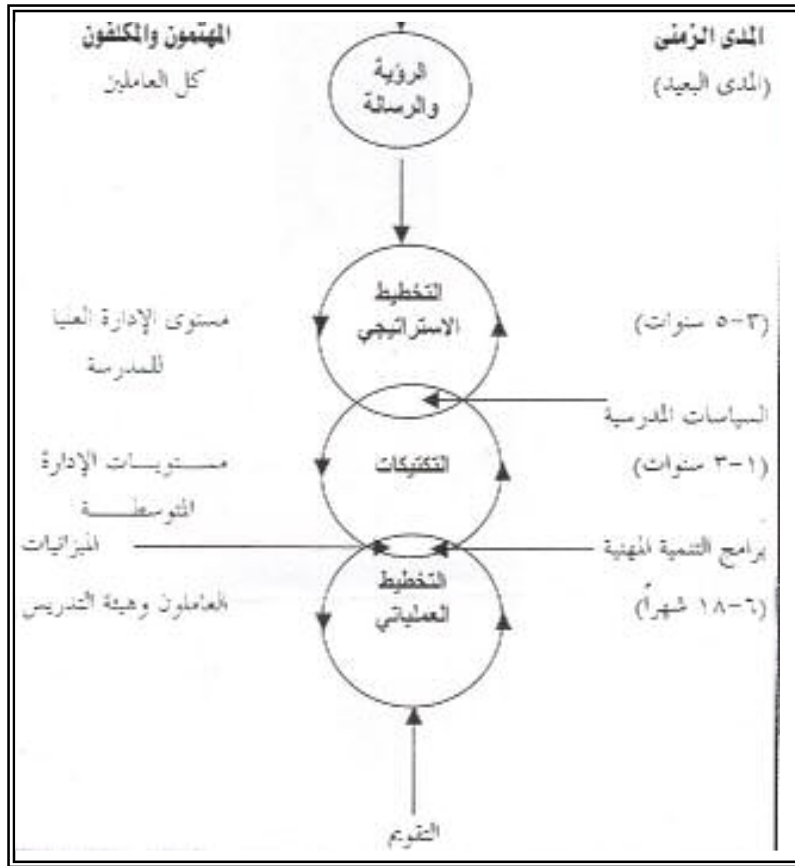 المدى الزمنى
المهتمون والمكلفون
(المدى البعيد)
الرؤية
والرسالة
كل العاملين
(٣-٥ سنوات)
التخطيط
الاستراتيجي
مستوى الإدارة العليا
للمدرسة
السياسات المدرسية
(١-٣ سنوات)
التكتيكات
مستويات الإدارة
المتوسطة
برامج التنمية المهنية
الميزانيات
(٦-١٨ شهراً)
التخطيط
العملياتي
العاملون وهيئة التدريس
التقويم